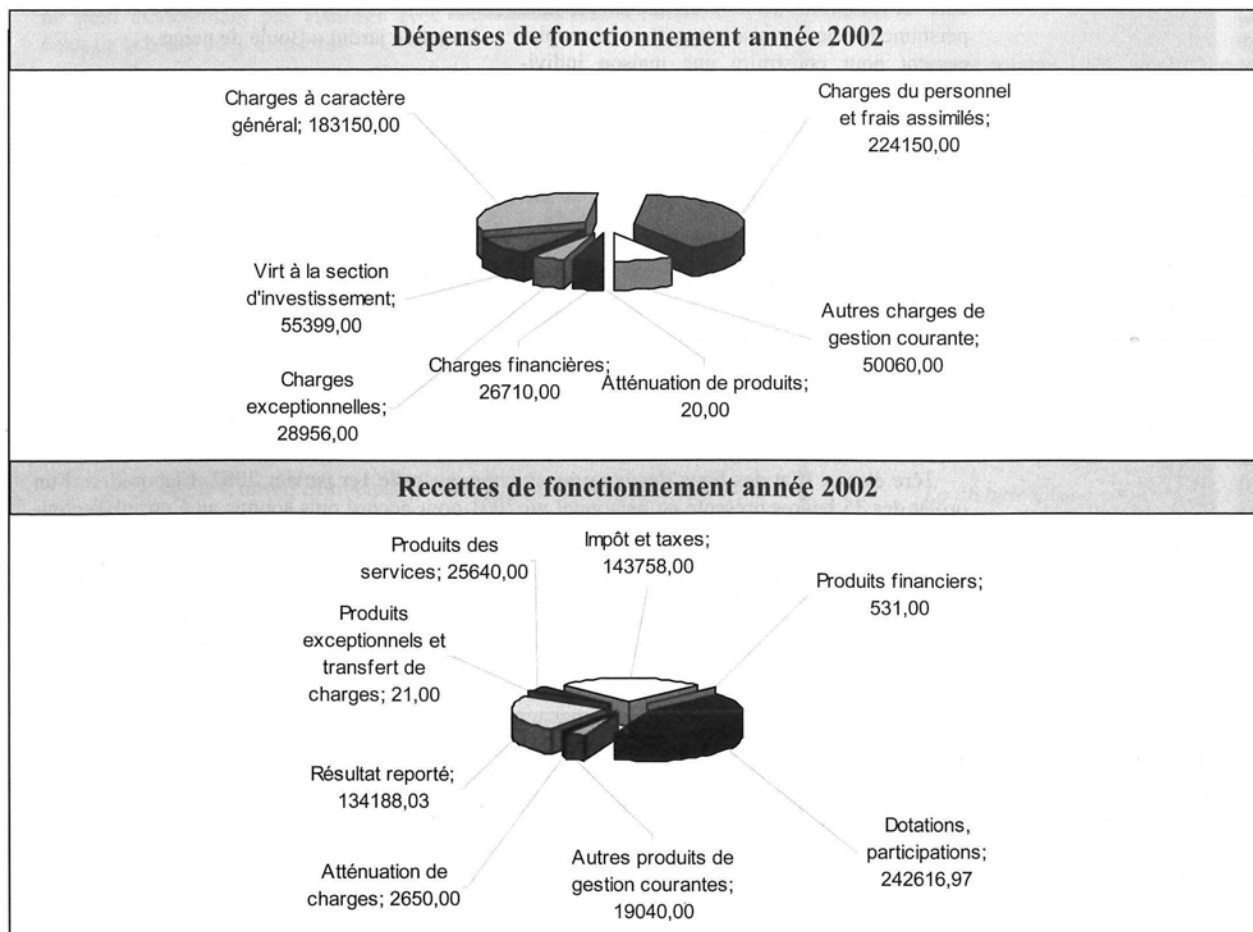 Dépenses de fonctionnement année 2002
Charges à caractère
général; 183150,00
Charges du personnel
et frais assimilés;
224150,00
Virt à la section
d'investissement;
55399,00
Autres charges de
gestion courante;
50060,00
Charges
exceptionnelles;
28956,00
Charges financières;
26710,00
Atténuation de produits;
20,00
Recettes de fonctionnement année 2002
Produits des
services; 25640,00
Impôt et taxes;
143758,00
Produits financiers;
531,00
Produits
exceptionnels et
transfert de
charges; 21,00
Résultat reporté;
134188,03
Atténuation de
charges; 2650,00
Autres produits de
gestion courantes;
19040,00
Dotations,
participations;
242616,97